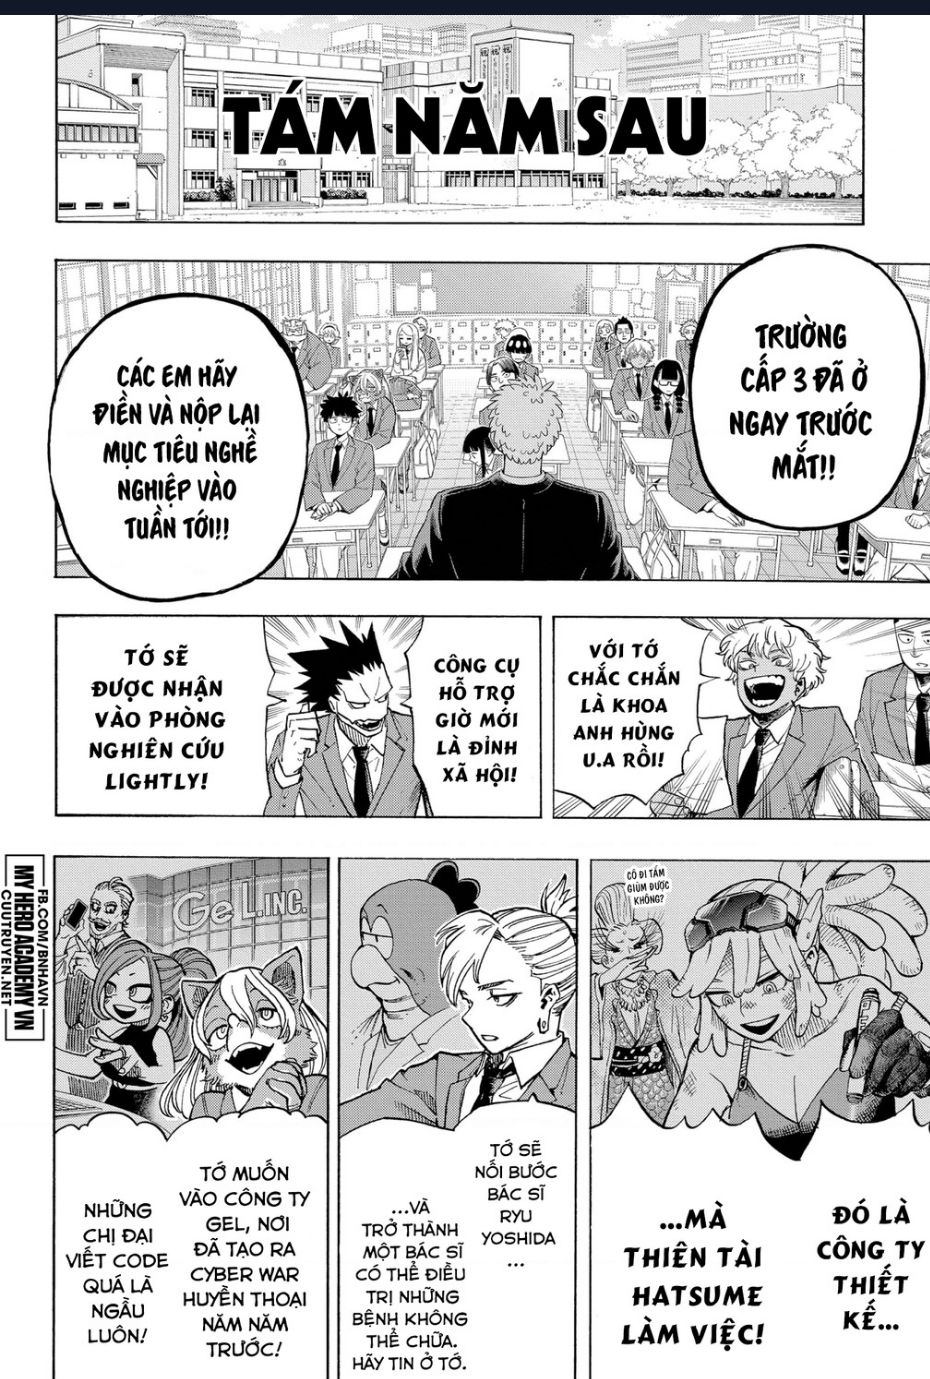 TÁM NĂM SAU
TRƯỜNG
CẤP 3 ĐÃ Ở
NGAY TRƯỚC
MẮT!!
CÁC EM HÃY
ĐIỀN VÀ NỘP LẠI
MỤC TIÊU NGHỀ
NGHIỆP VÀO
TUẦN TỚI!!
VỚI TỚ
CHẮC CHẮN
LÀ KHOA
ANH HÙNG
U.A RỒI!
CÔNG CỤ
HỖ TRỢ
GIỜ MỚI
LÀ ĐỈNH
XÃ HỘI!
TỚ SẼ
ĐƯỢC NHẬN
VÀO PHÒNG
NGHIÊN CỨU
LIGHTLY!
CÔ ĐI TẮM
GIÙM ĐƯỢC
KHÔNG?
ĐÓ LÀ
CÔNG TY
THIẾT
KẾ...
...MÀ
THIÊN TÀI
HATSUME
LÀM VIỆC!
TỚ SẼ
NỐI BƯỚC
BÁC SĨ
RYU
YOSHIDA
...
...VÀ
TRỞ THÀNH
MỘT BÁC SĨ
CÓ THỂ ĐIỀU
TRỊ NHỮNG
BỆNH KHÔNG
THỂ CHỮA.
HÃY TIN Ở TỚ.
GeL.INC.
TỚ MUỐN
VÀO CÔNG TY
GEL, NƠI
ĐÃ TẠO RA
CYBER WAR
HUYỀN THOẠI
NĂM NĂM
TRƯỚC!
NHỮNG
CHỊ ĐẠI
VIẾT CODE
QUÁ LÀ
NGẦU
LUÔN!
FB.COM/BNHAVN
MY HERO ACADEMY VN
CUUTRUYEN.NET